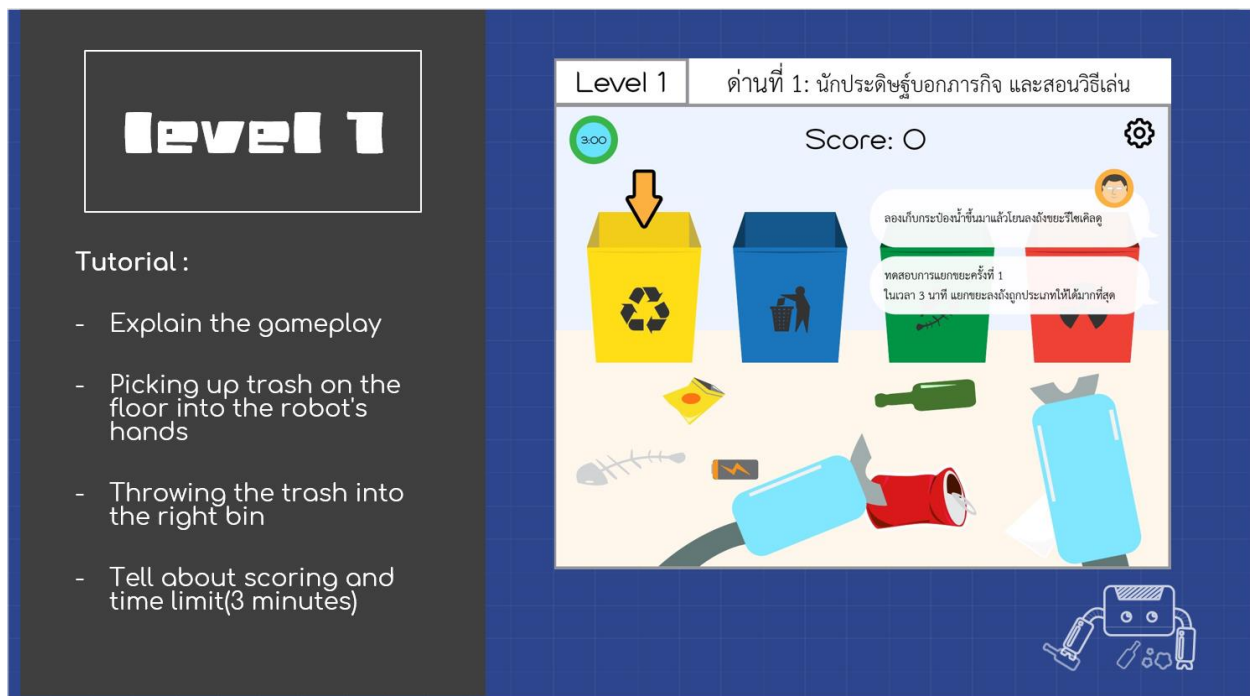 level 1
Tutorial :
- Explain the gameplay
- Picking up trash on the
floor into the robot's
hands
- Throwing the trash into
the right bin
- Tell about scoring and
time limit(3 minutes)
Level 1
ด่านที่ 1: นักประดิษฐ์บอกภารกิจ และสอนวิธีเล่น
3:00
Score: 0
ลองเก็บกระป๋องน้ำขึ้นมาแล้วโยนลงถังขยะรีไซเคิลดู
ทดสอบการแยกขยะครั้งที่ 1
ในเวลา 3 นาที แยกขยะลงถังถูกประเภทให้ได้มากที่สุด